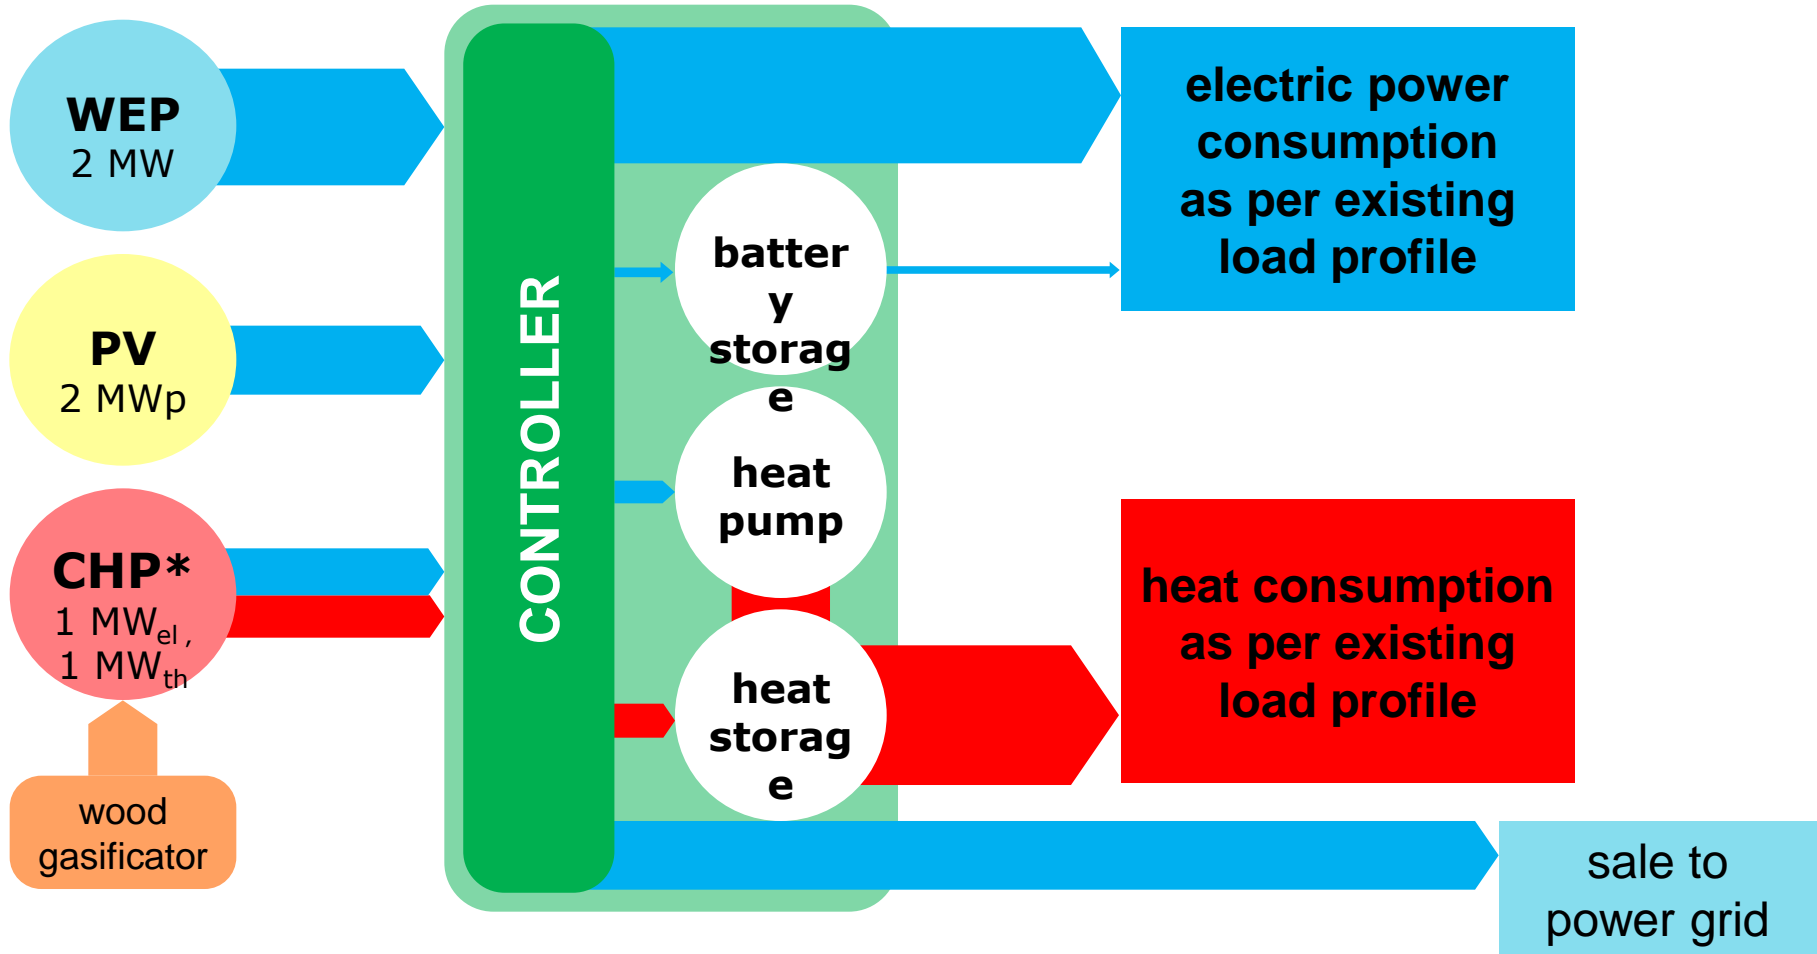 WEP
2 MW
PV
2 MWp
CHP*
1 MWel ,
1 MWth
wood
gasificator
CONTROLLER
batter
y
storag
e
heat
pump
heat
storag
e
electric power
consumption
as per existing
load profile
heat consumption
as per existing
load profile
sale to
power grid